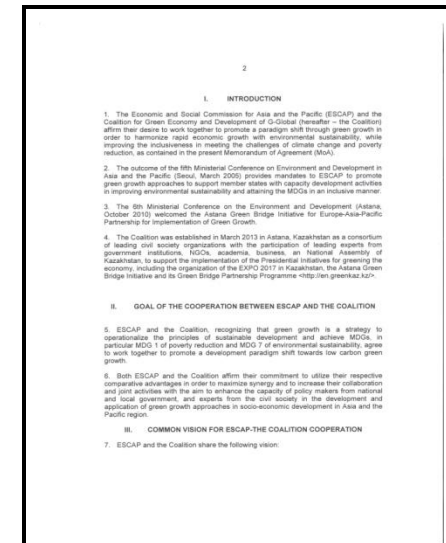 2
I. INTRODUCTION
1. The Economic and Social Commission for Asia and the Pacific (ESCAP) and the
Coalition for Green Economy and Development of G-Global (hereafter – the Coalition)
affirm their desire to work together to promote a paradigm shift through green growth in
order to harmonize rapid economic growth with environmental sustainability, while
improving the inclusiveness in meeting the challenges of climate change and poverty
reduction, as contained in the present Memorandum of Agreement (MoA).
2. The outcome of the fifth Ministerial Conference on Environment and Development in
Asia and the Pacific (Seoul, March 2005) provides mandates to ESCAP to promote
green growth approaches to support member states with capacity development activities
in improving environmental sustainability and attaining the MDGs in an inclusive manner.
3. The 6th Ministerial Conference on the Environment and Development (Astana,
October 2010) welcomed the Astana Green Bridge Initiative for Europe-Asia-Pacific
Partnership for Implementation of Green Growth.
4. The Coalition was established in March 2013 in Astana, Kazakhstan as a consortium
of leading civil society organizations with the participation of leading experts from
government institutions, NGOs, academia, business, an National Assembly of
Kazakhstan, to support the implementation of the Presidential Initiatives for greening the
economy, including the organization of the EXPO 2017 in Kazakhstan, the Astana Green
Bridge Initiative and its Green Bridge Partnership Programme <http://en.greenkaz.kz/>.
II. GOAL OF THE COOPERATION BETWEEN ESCAP AND THE COALITION
5. ESCAP and the Coalition, recognizing that green growth is a strategy to
operationalize the principles of sustainable development and achieve MDGs, in
particular MDG 1 of poverty reduction and MDG 7 of environmental sustainability, agree
to work together to promote a development paradigm shift towards low carbon green
growth.
6. Both ESCAP and the Coalition affirm their commitment to utilize their respective
comparative advantages in order to maximize synergy and to increase their collaboration
and joint activities with the aim to enhance the capacity of policy makers from national
and local government, and experts from the civil society in the development and
application of green growth approaches in socio-economic development in Asia and the
Pacific region.
III. COMMON VISION FOR ESCAP-THE COALITION COOPERATION
7. ESCAP and the Coalition share the following vision: